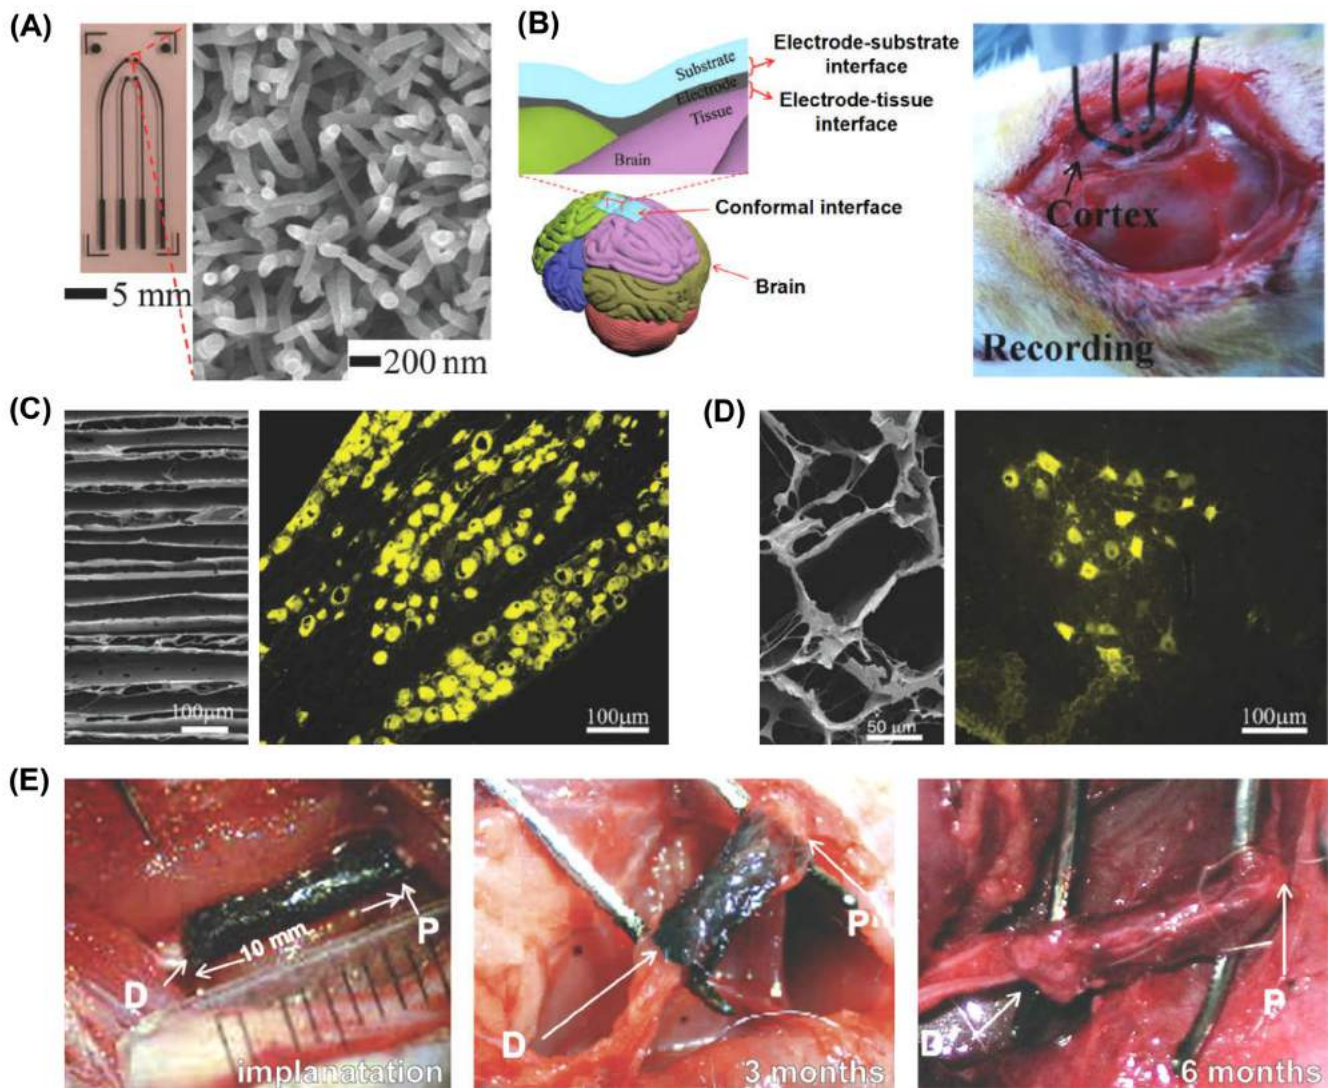 (A)
5 mm
200 nm
(B)
Substrate
Electrode
Tissue
Brain
Electrode-substrate
interface
Electrode-tissue
interface
Conformal interface
Brain
Cortex
Recording
(C)
100μm
100μm
(D)
50 μm
100μm
(E)
10 mm
P
D
implanatation
P
D
3 months
P
D
6 months